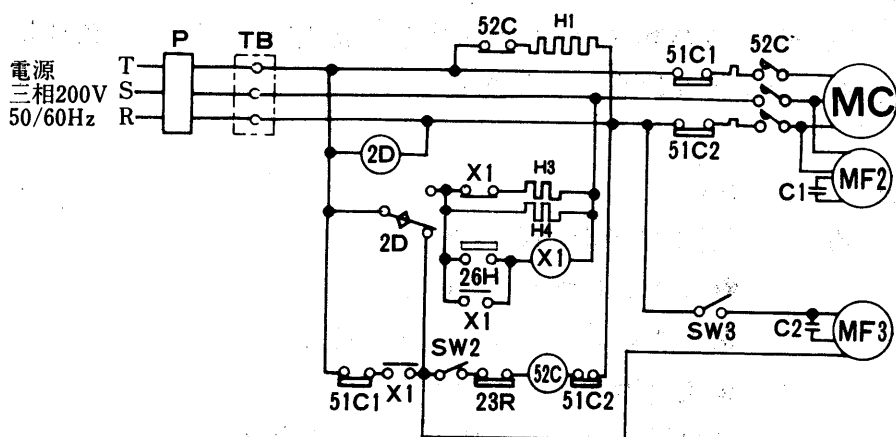 52C
H1
P
TB
電源
三相200V
50/60Hz
T
S
R
51C1
52C
MC
51C2
2D
X1
H3
H4
C1
MF2
2D
26H
X1
X1
SW3
C2
MF3
SW2
51C1
X1
23R
52C
51C2